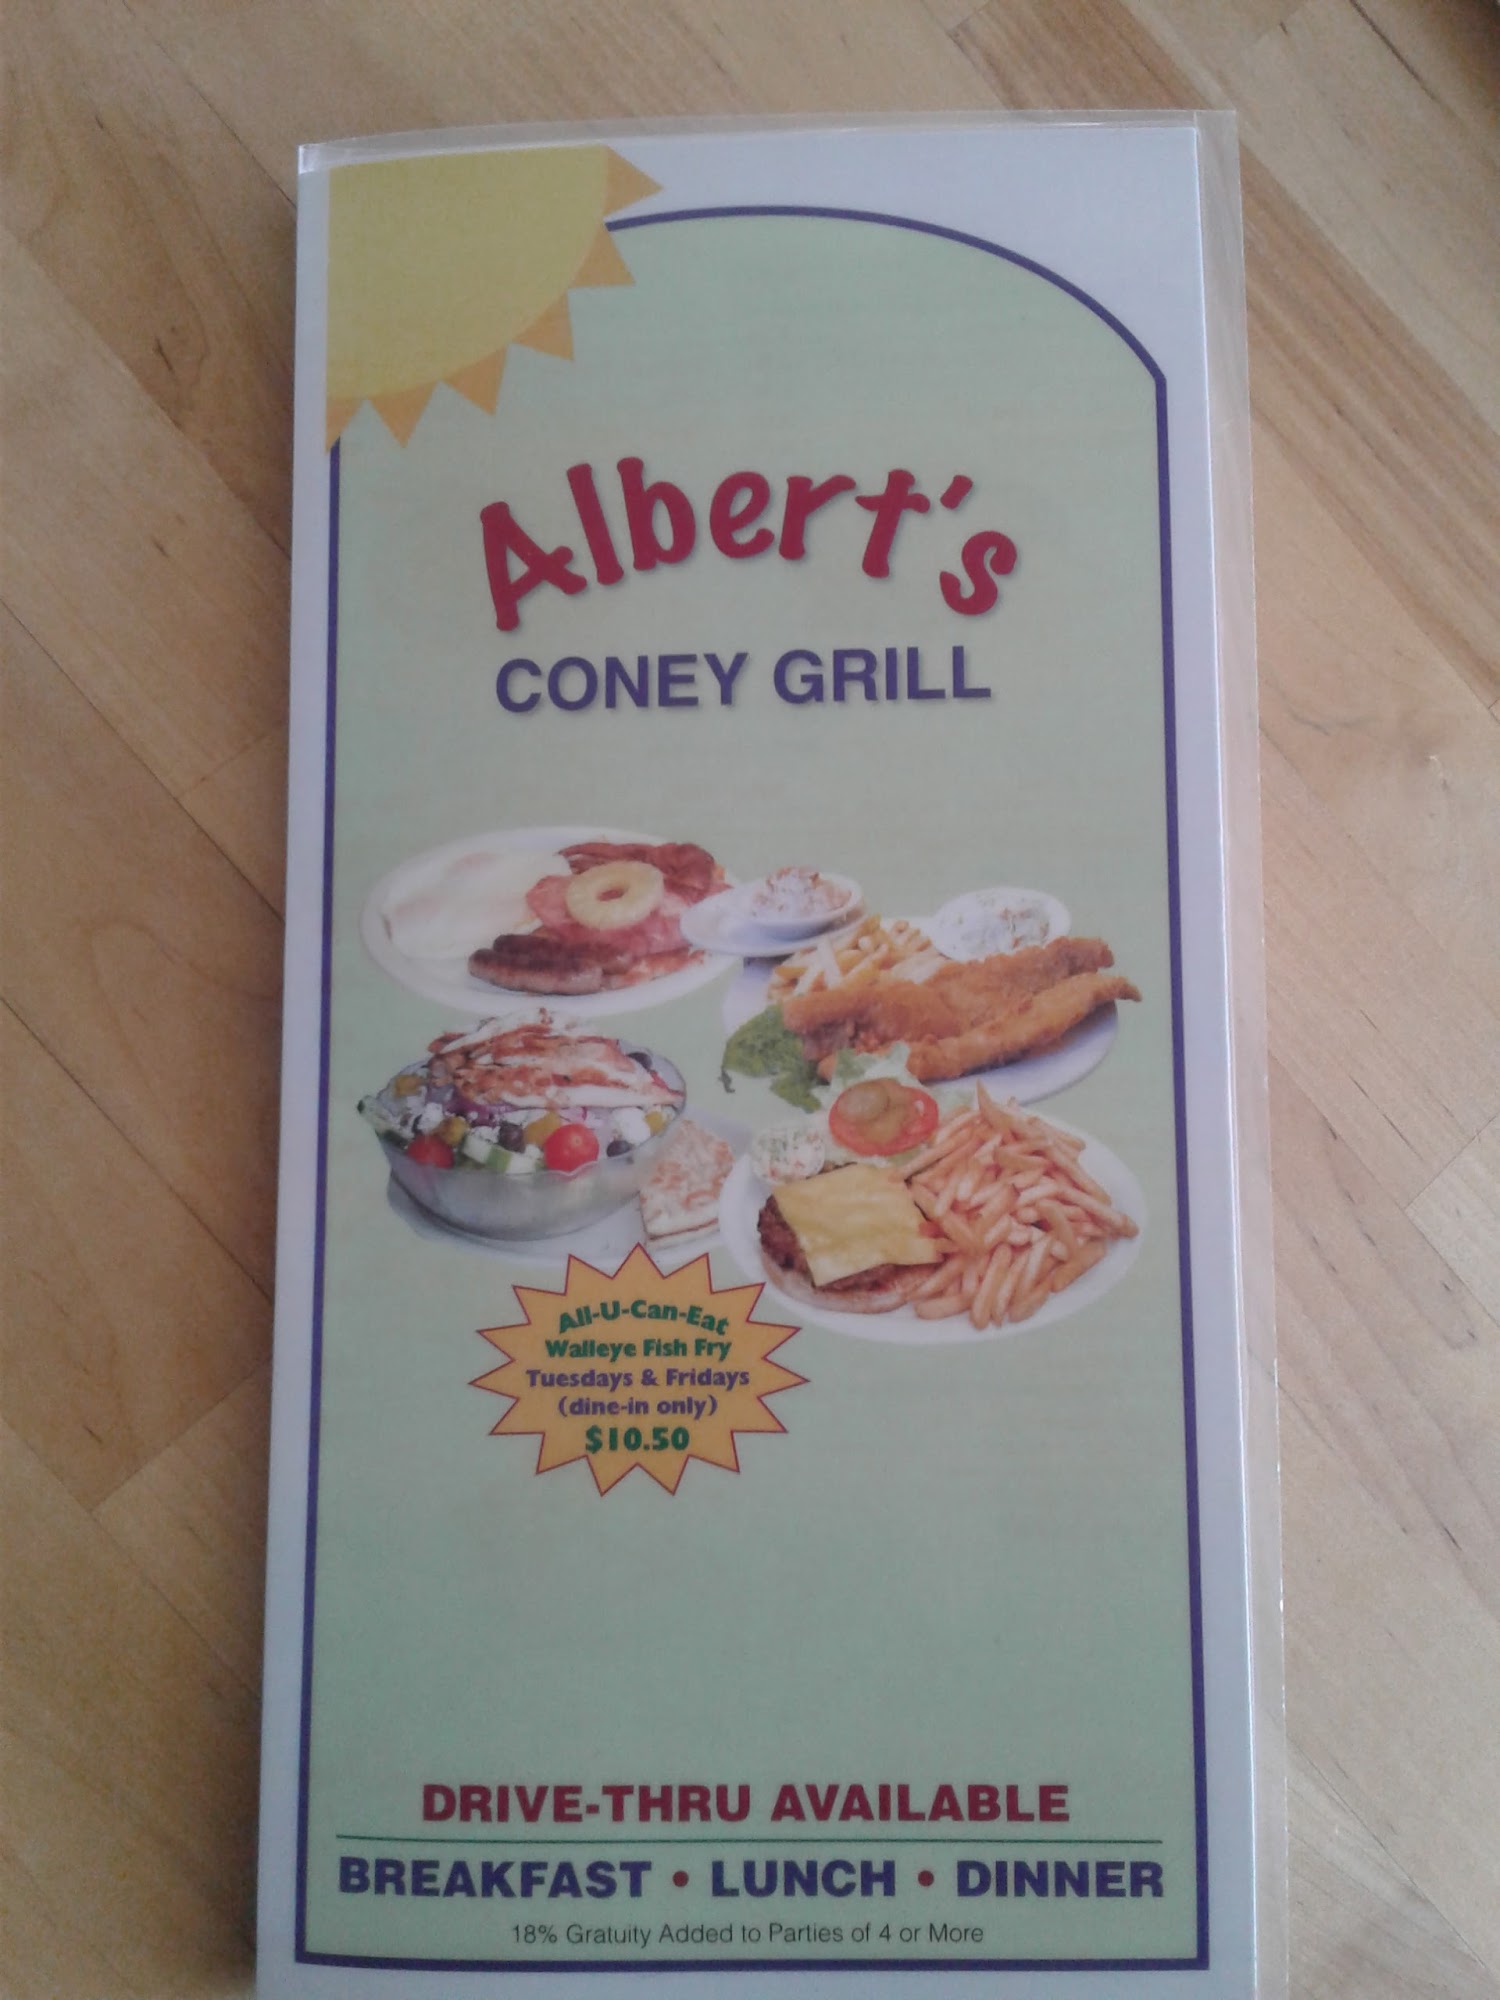 Albert's
CONEY GRILL
All-U-Can-Eat
Walleye Fish Fry
Tuesdays & Fridays
(dine-in only)
$10.50
DRIVE-THRU AVAILABLE
BREAKFAST • LUNCH • DINNER
18% Gratuity Added to Parties of 4 or More